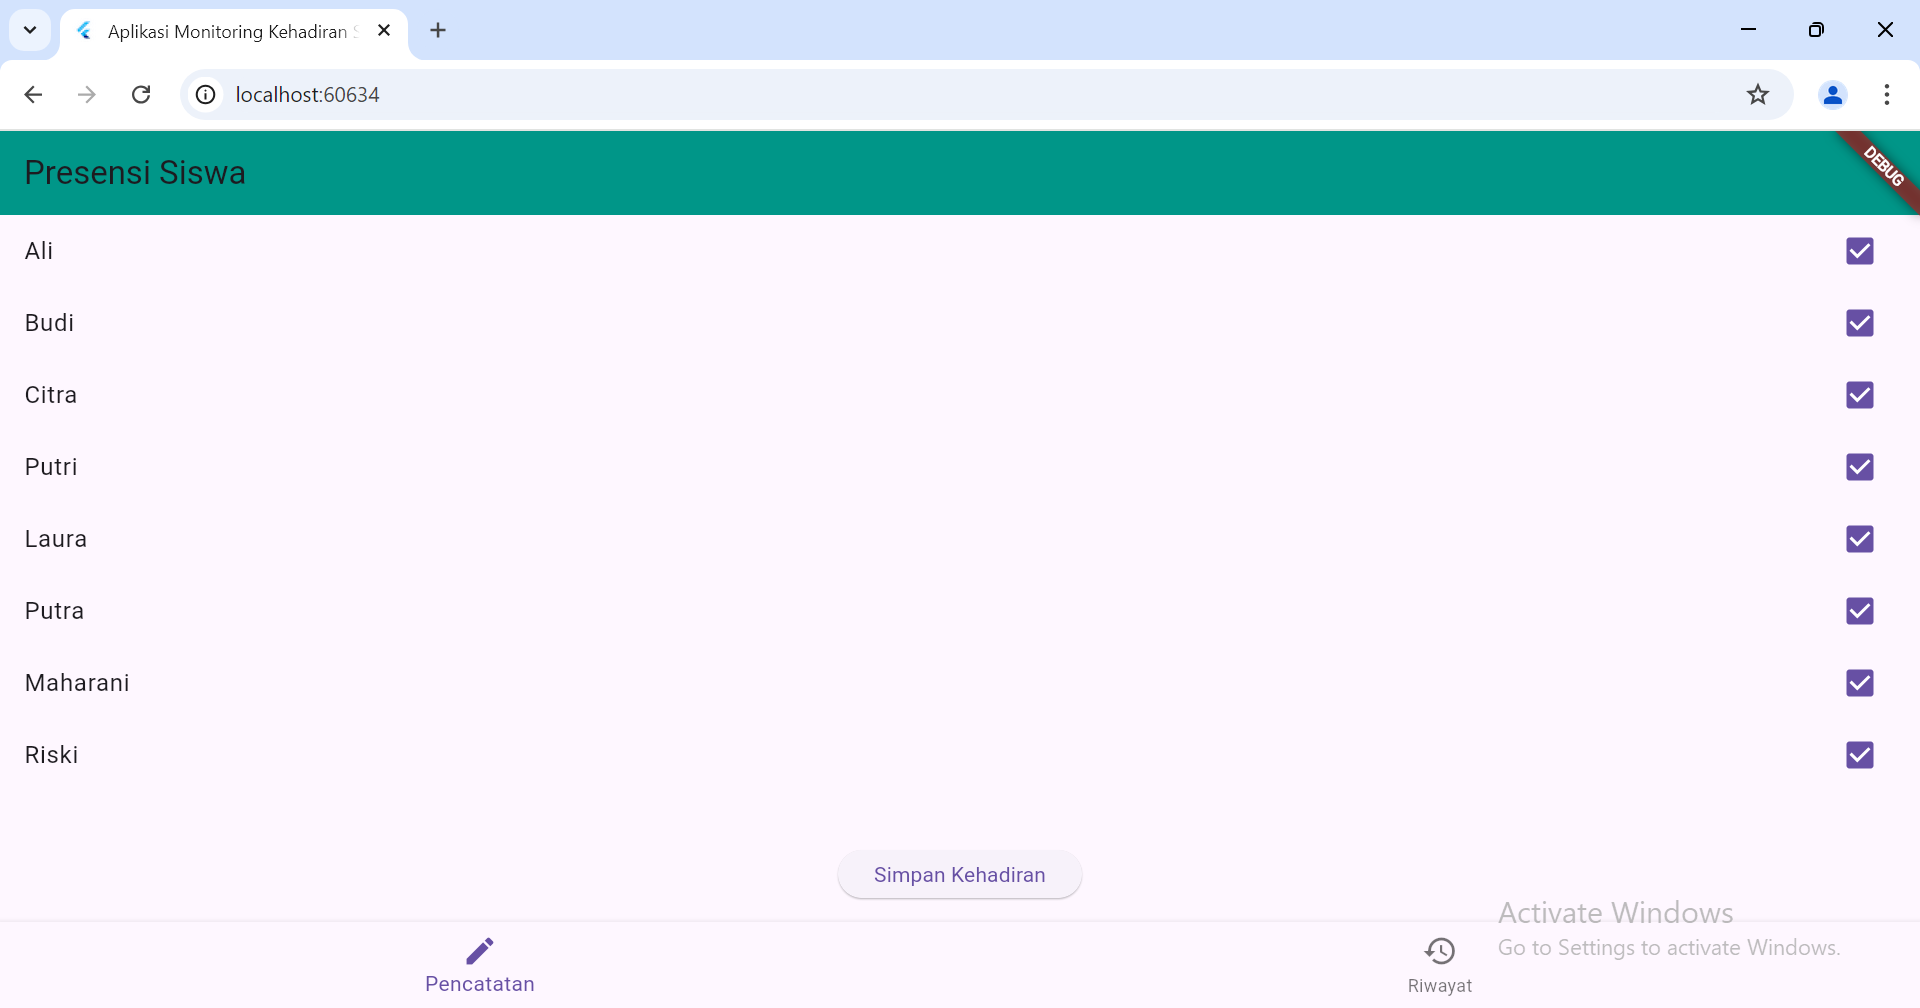 Aplikasi Monitoring Kehadiran S
localhost:60634
Presensi Siswa
DEBUG
Ali
Budi
Citra
Putri
Laura
Putra
Maharani
Riski
Simpan Kehadiran
Activate Windows
Go to Settings to activate Windows.
Pencatatan
Riwayat